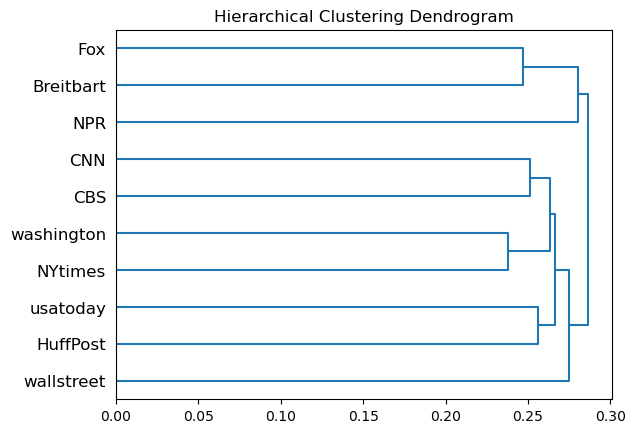 Hierarchical Clustering Dendrogram
Fox
Breitbart
NPR
CNN
CBS
washington
NYtimes
usatoday
HuffPost
wallstreet
0.00 0.05 0.10 0.15 0.20 0.25 0.30